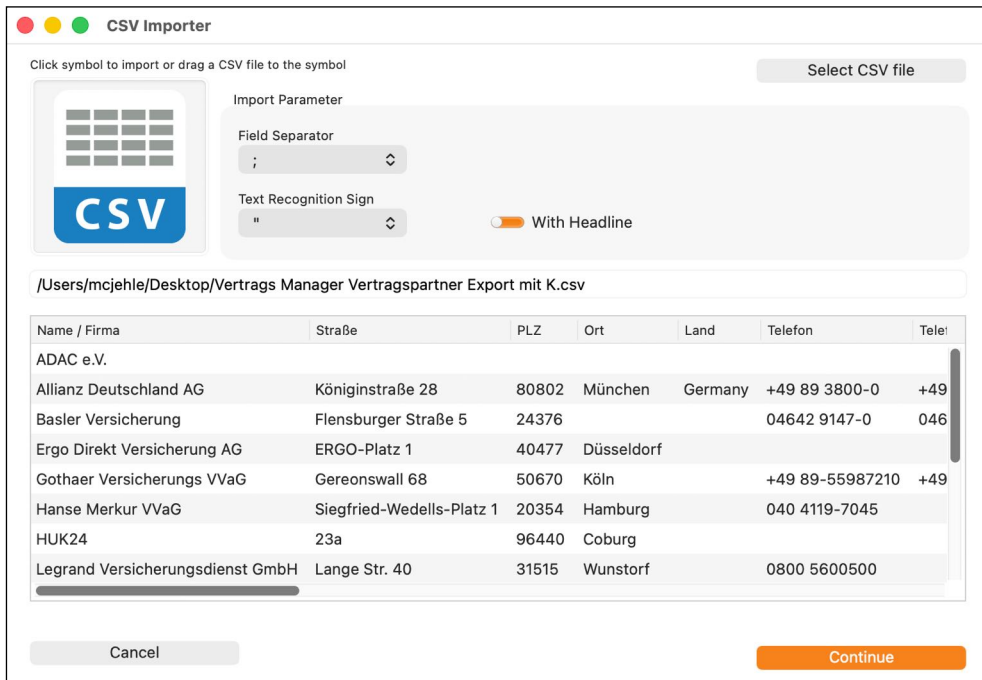 CSV Importer
Click symbol to import or drag a CSV file to the symbol
Select CSV file
CSV
Import Parameter
Field Separator
;
Text Recognition Sign
"
With Headline
/Users/mcjehle/Desktop/Vertrags Manager Vertragspartner Export mit K.csv
Name / Firma Straße PLZ Ort Land Telefon Telef
ADAC e.V.
Allianz Deutschland AG Königinstraße 28 80802 München Germany +49 89 3800-0 +49
Basler Versicherung Flensburger Straße 5 24376 04642 9147-0 046
Ergo Direkt Versicherung AG ERGO-Platz 1 40477 Düsseldorf
Gothaer Versicherungs VVaG Gereonswall 68 50670 Köln +49 89-55987210 +49
Hanse Merkur VVaG Siegfried-Wedells-Platz 1 20354 Hamburg 040 4119-7045
HUK24 23a 96440 Coburg
Legrand Versicherungsdienst GmbH Lange Str. 40 31515 Wunstorf 0800 5600500
Cancel
Continue